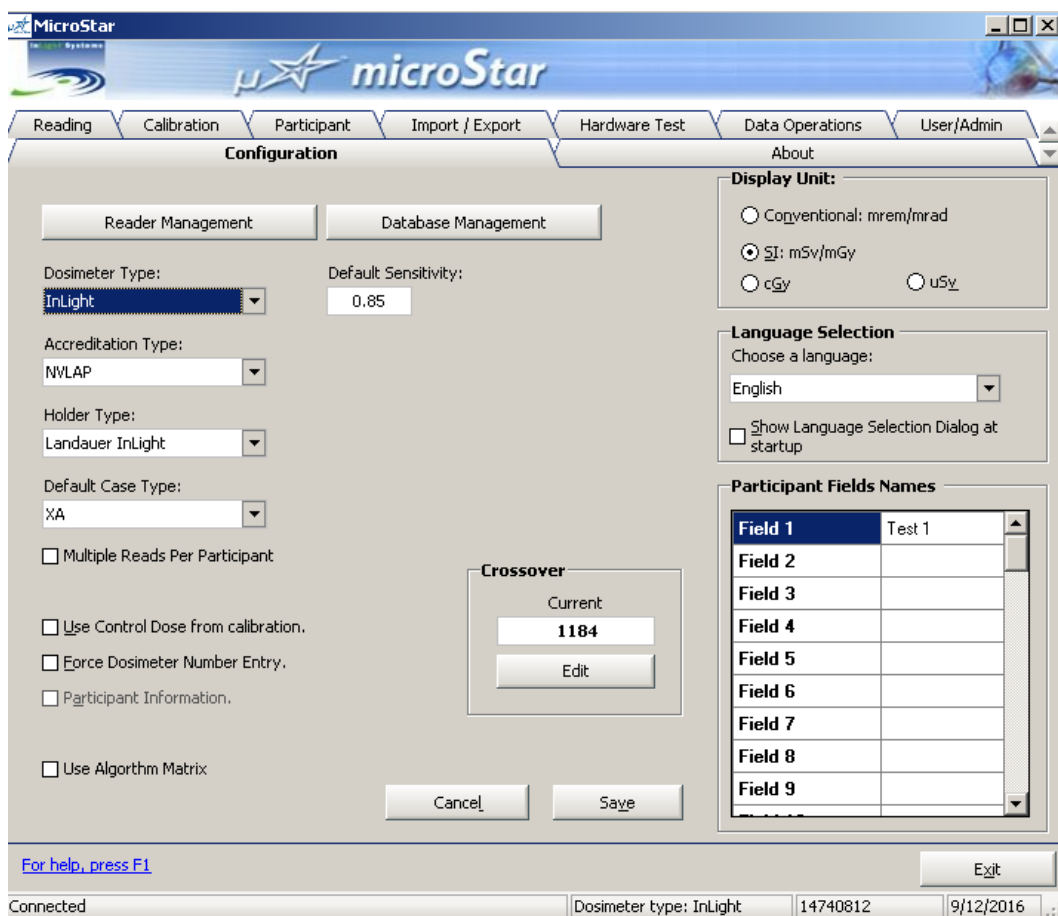 MicroStar
InLight Systems
microStar
Reading Calibration Participant Import / Export Hardware Test Data Operations User/Admin
Configuration About
Reader Management Database Management
Dosimeter Type: Default Sensitivity:
InLight 0.85
Accreditation Type:
NVLAP
Holder Type:
Landauer InLight
Default Case Type:
XA
Multiple Reads Per Participant
Use Control Dose from calibration.
Force Dosimeter Number Entry.
Participant Information.
Use Algorthm Matrix
Crossover
Current
1184
Edit
Cancel Save
Display Unit:
Conventional: mrem/mrad
SI: mSv/mGy
cGy uSv
Language Selection
Choose a language:
English
Show Language Selection Dialog at
startup
Participant Fields Names
Field 1 Test 1
Field 2
Field 3
Field 4
Field 5
Field 6
Field 7
Field 8
Field 9
For help, press F1
Exit
Connected Dosimeter type: InLight 14740812 9/12/2016